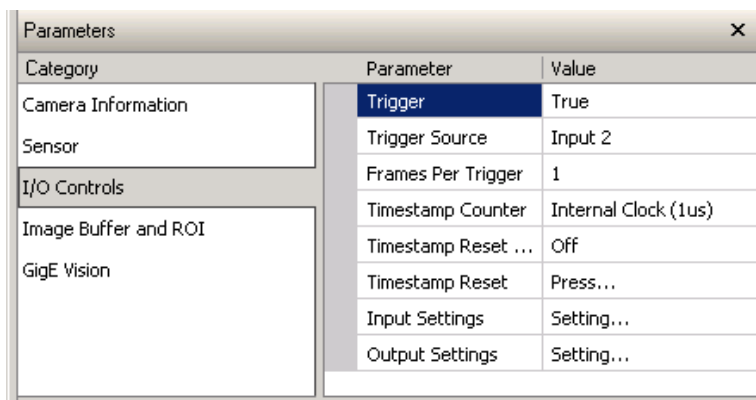 Parameters
Category
Parameter Value
Camera Information
Sensor
I/O Controls
Image Buffer and ROI
GigE Vision
Trigger True
Trigger Source Input 2
Frames Per Trigger 1
Timestamp Counter Internal Clock (1us)
Timestamp Reset ... Off
Timestamp Reset Press...
Input Settings Setting...
Output Settings Setting...